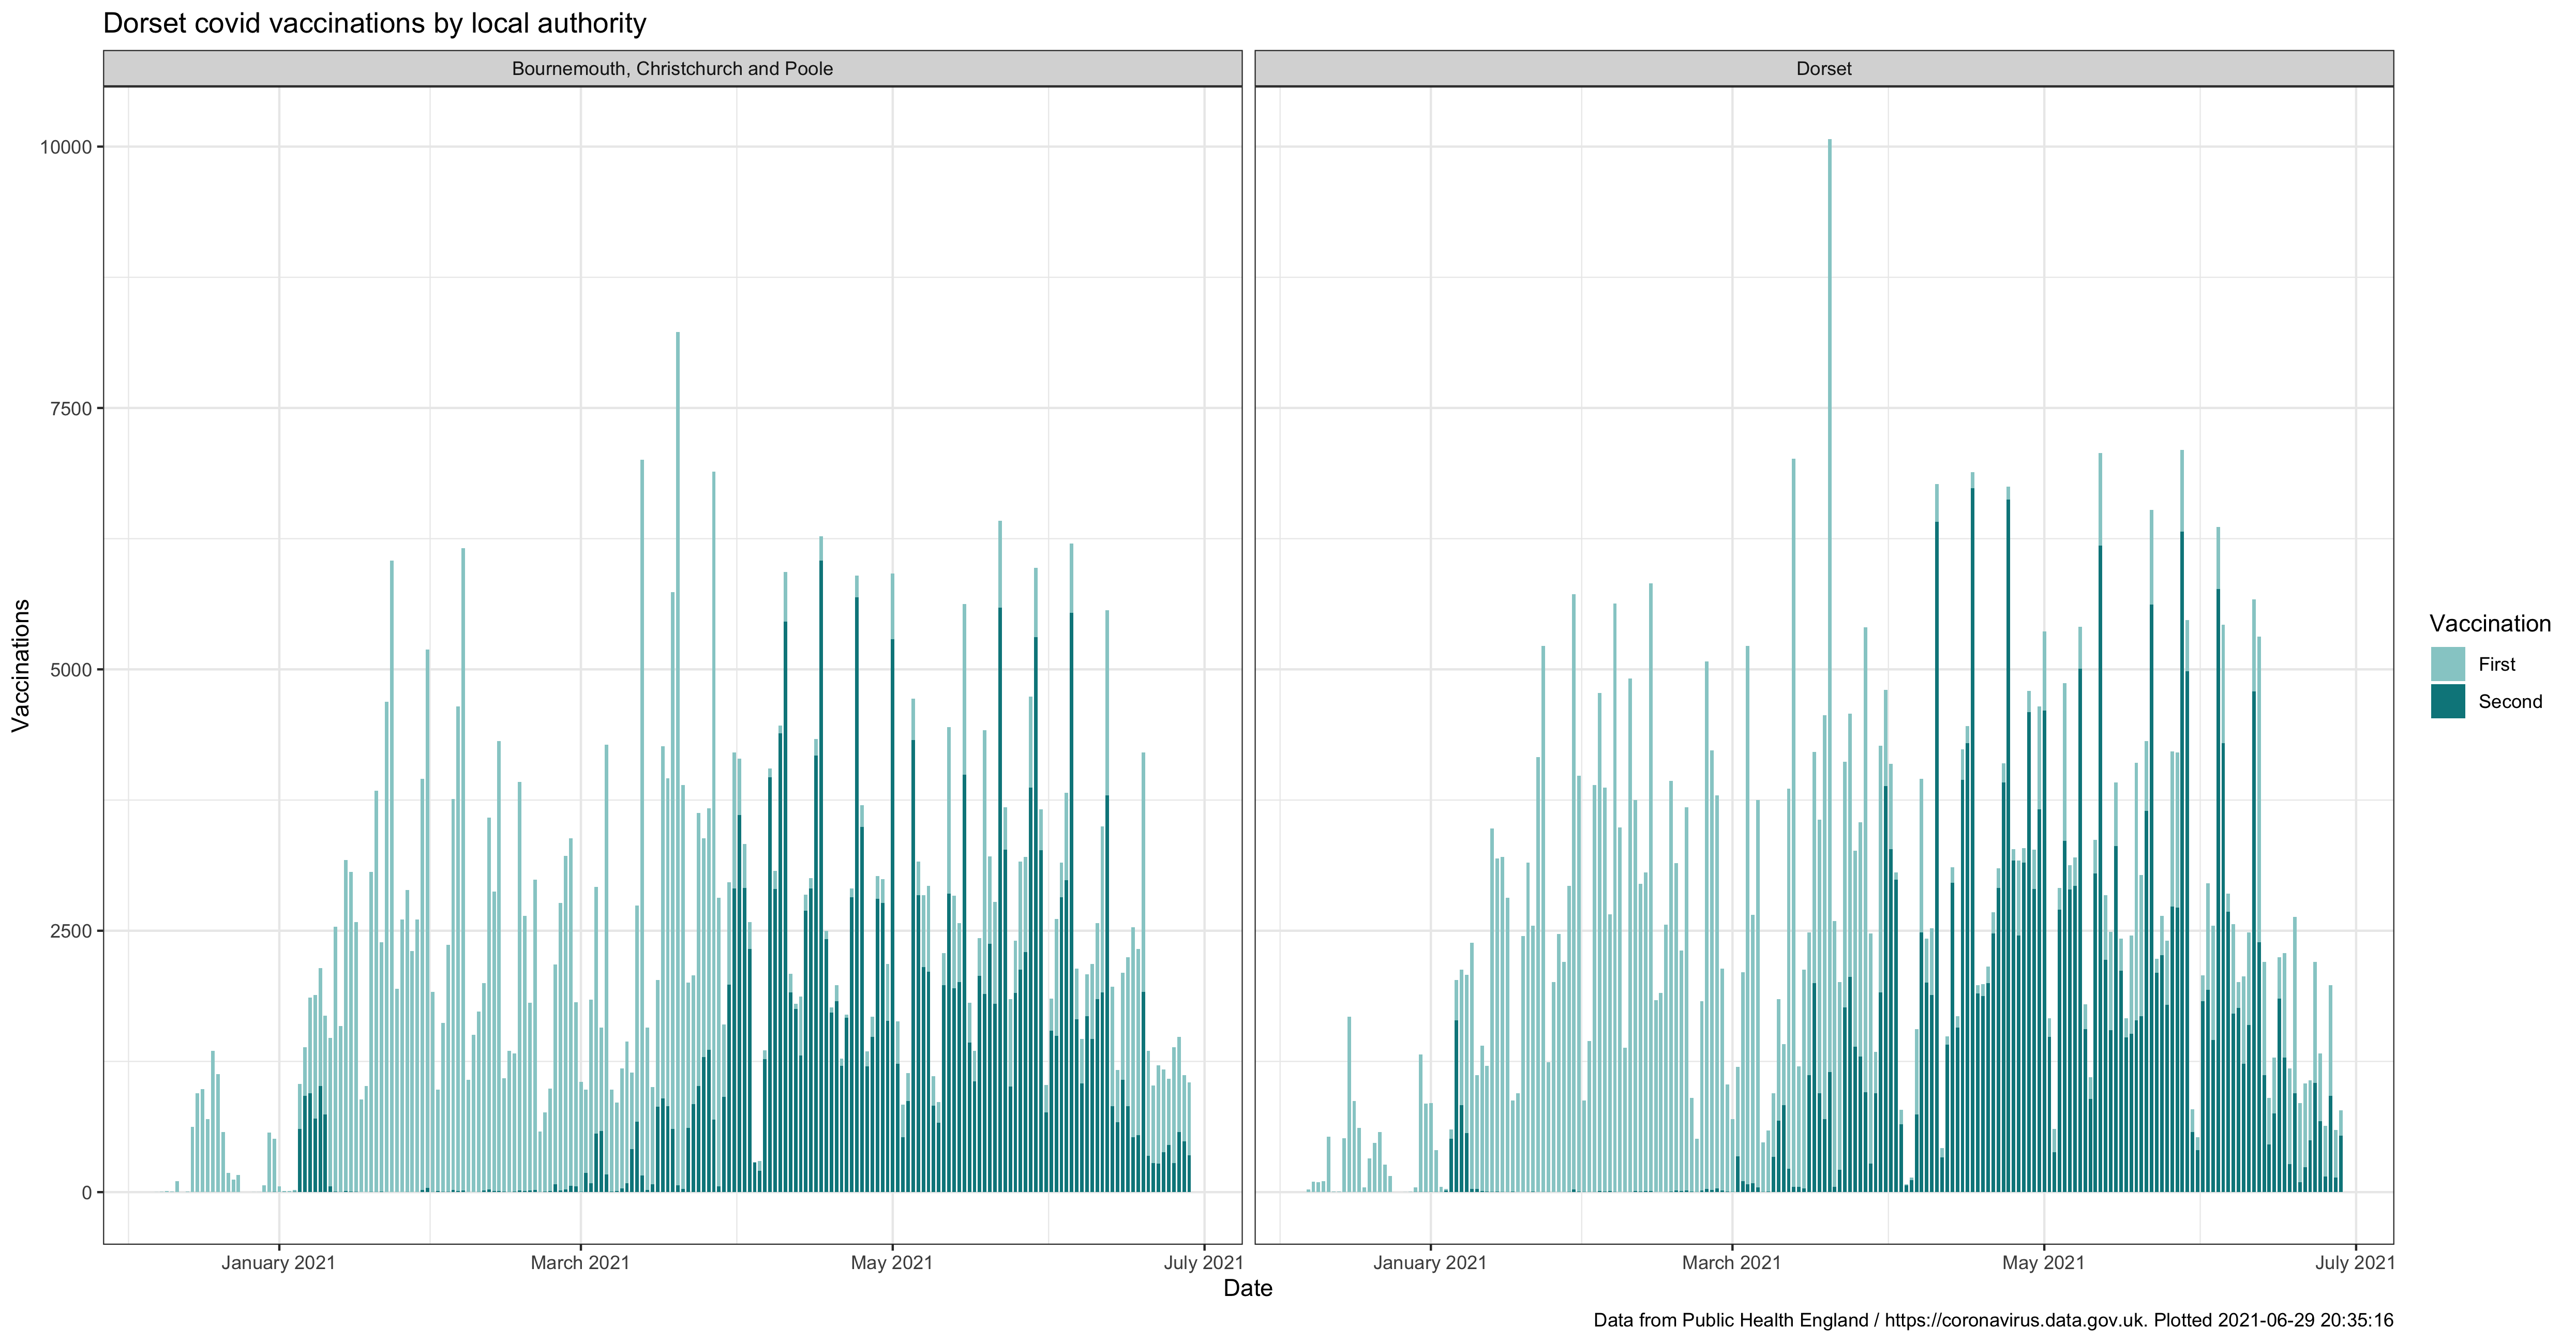 Dorset covid vaccinations by local authority
Bournemouth, Christchurch and Poole
Dorset
10000
7500
5000
2500
0
Vaccinations
January 2021
March 2021
May 2021
July 2021
January 2021
March 2021
May 2021
July 2021
Date
Vaccination
First
Second
Data from Public Health England / https://coronavirus.data.gov.uk. Plotted 2021-06-29 20:35:16